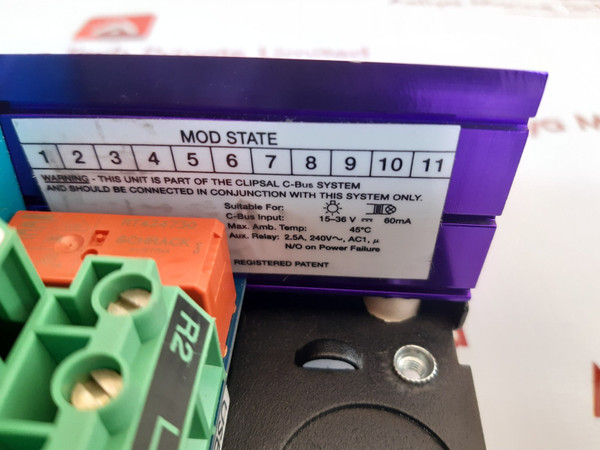 MOD STATE
1 2 3 4 5 6 7 8 9 10 11
WARNING - THIS UNIT IS PART OF THE CLIPSAL C-Bus SYSTEM
AND SHOULD BE CONNECTED IN CONJUNCTION WITH THIS SYSTEM ONLY.
Suitable For:
C-Bus Input: 15-36 V ⎓ 60mA
Max. Amb. Temp: 45°C
Aux. Relay: 2.5A, 240V~, AC1, μ
N/O on Power Failure
REGISTERED PATENT
SCHRACK
R2